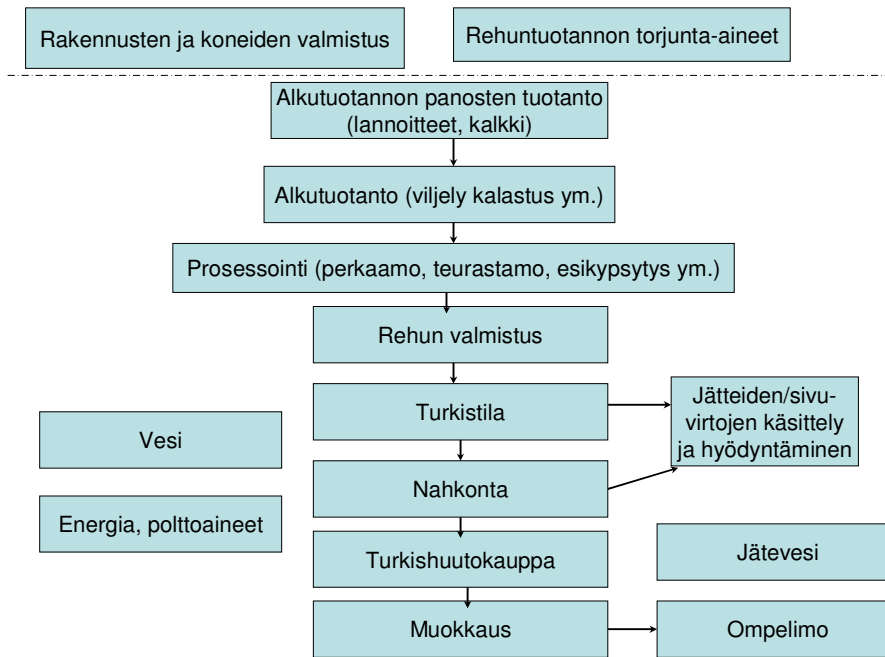 Rakennusten ja koneiden valmistus
Rehuntuotannon torjunta-aineet
Alkutuotannon panosten tuotanto
(lannoitteet, kalkki)
Alkutuotanto (viljely kalastus ym.)
Prosessointi (perkaamo, teurastamo, esikypsytys ym.)
Rehun valmistus
Turkistila
Jätteiden/sivu-
virtojen käsittely
ja hyödyntäminen
Vesi
Nahkonta
Energia, polttoaineet
Turkishuutokauppa
Jätevesi
Muokkaus
Ompelimo